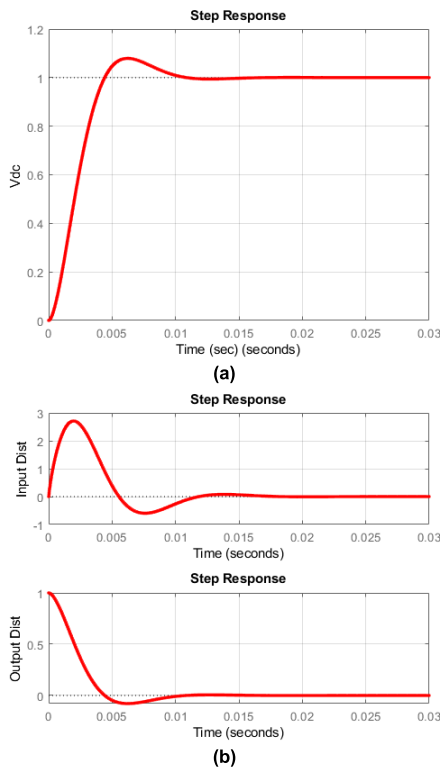 Step Response
1.2
1
0.8
0.6
0.4
0.2
0
Vdc
0 0.005 0.01 0.015 0.02 0.025 0.03
Time (sec) (seconds)
(a)
Step Response
3
2
1
0
-1
Input Dist
0 0.005 0.01 0.015 0.02 0.025 0.03
Time (seconds)
Step Response
1
0.5
0
Output Dist
0 0.005 0.01 0.015 0.02 0.025 0.03
Time (seconds)
(b)